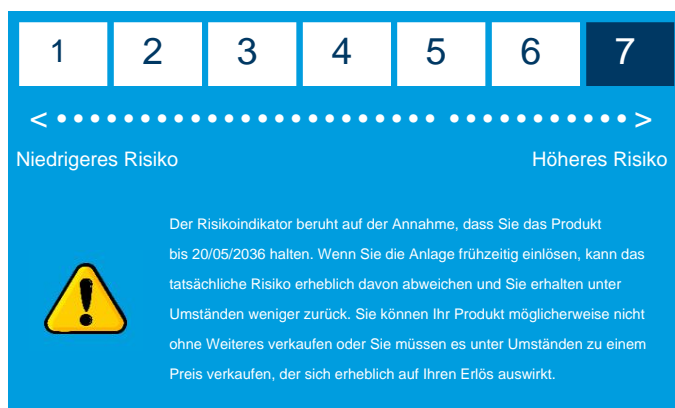 1 2 3 4 5 6 7
< >
Niedrigeres Risiko Höheres Risiko
Der Risikoindikator beruht auf der Annahme, dass Sie das Produkt
bis 20/05/2036 halten. Wenn Sie die Anlage frühzeitig einlösen, kann das
tatsächliche Risiko erheblich davon abweichen und Sie erhalten unter
Umständen weniger zurück. Sie können Ihr Produkt möglicherweise nicht
ohne Weiteres verkaufen oder Sie müssen es unter Umständen zu einem
Preis verkaufen, der sich erheblich auf Ihren Erlös auswirkt.